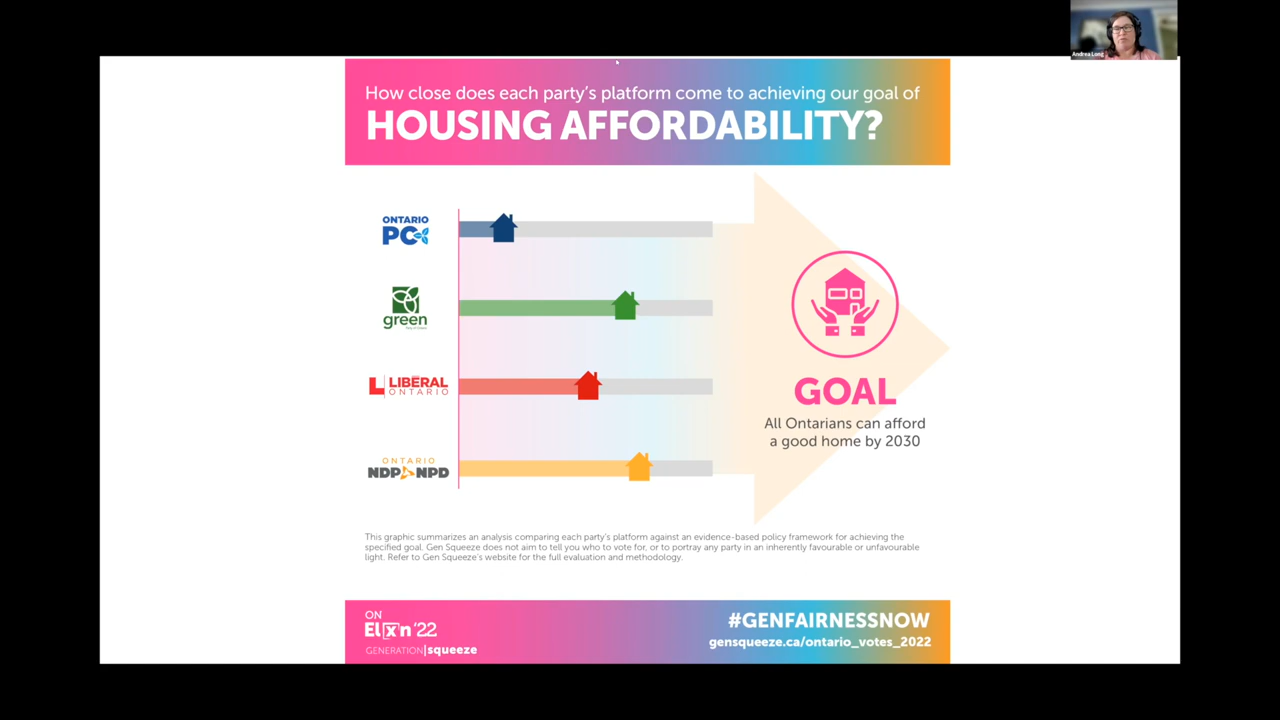 Andrea Long
How close does each party's platform come to achieving our goal of
HOUSING AFFORDABILITY?
ONTARIO
PC
green
LIBERAL
ONTARIO
ONTARIO
NDP NPD
GOAL
All Ontarians can afford
a good home by 2030
This graphic summarizes an analysis comparing each party's platform against an evidence-based policy framework for achieving the
specified goal. Gen Squeeze does not aim to tell you who to vote for, or to portray any party in an inherently favourable or unfavourable
light. Refer to Gen Squeeze's website for the full evaluation and methodology.
ON
El[x]n '22
GENERATION|squeeze
#GENFAIRNESSNOW
gensqueeze.ca/ontario_votes_2022